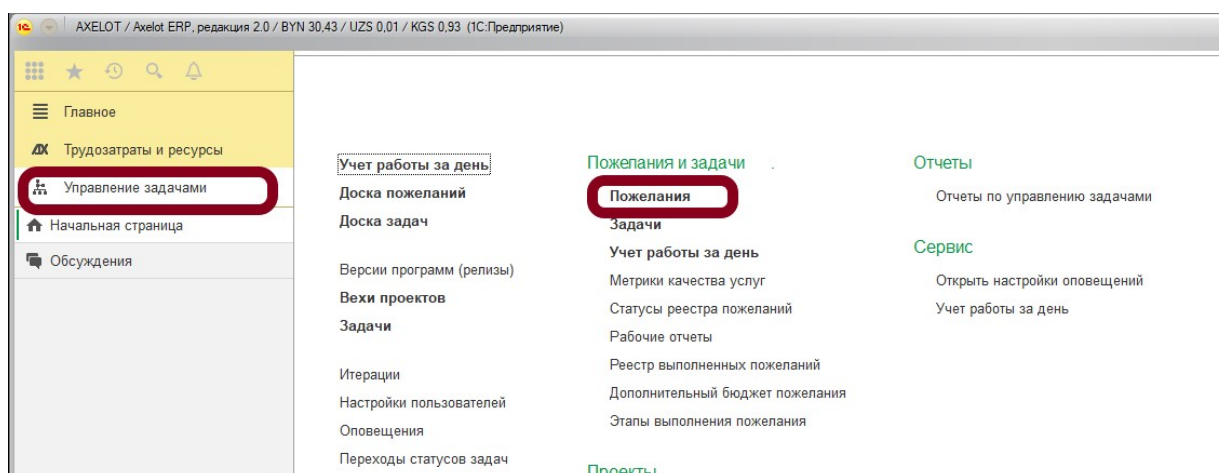 AXELOT / Axelot ERP, редакция 2.0 / BYN 30,43 / UZS 0,01 / KGS 0,93 (1С:Предприятие)
Главное
Трудозатраты и ресурсы
Управление задачами
Начальная страница
Обсуждения
Учет работы за день
Доска пожеланий
Доска задач
Версии программ (релизы)
Вехи проектов
Задачи
Итерации
Настройки пользователей
Оповещения
Переходы статусов задач
Пожелания и задачи
Пожелания
Задачи
Учет работы за день
Метрики качества услуг
Статусы реестра пожеланий
Рабочие отчеты
Реестр выполненных пожеланий
Дополнительный бюджет пожелания
Этапы выполнения пожелания
Проекты
Отчеты
Отчеты по управлению задачами
Сервис
Открыть настройки оповещений
Учет работы за день